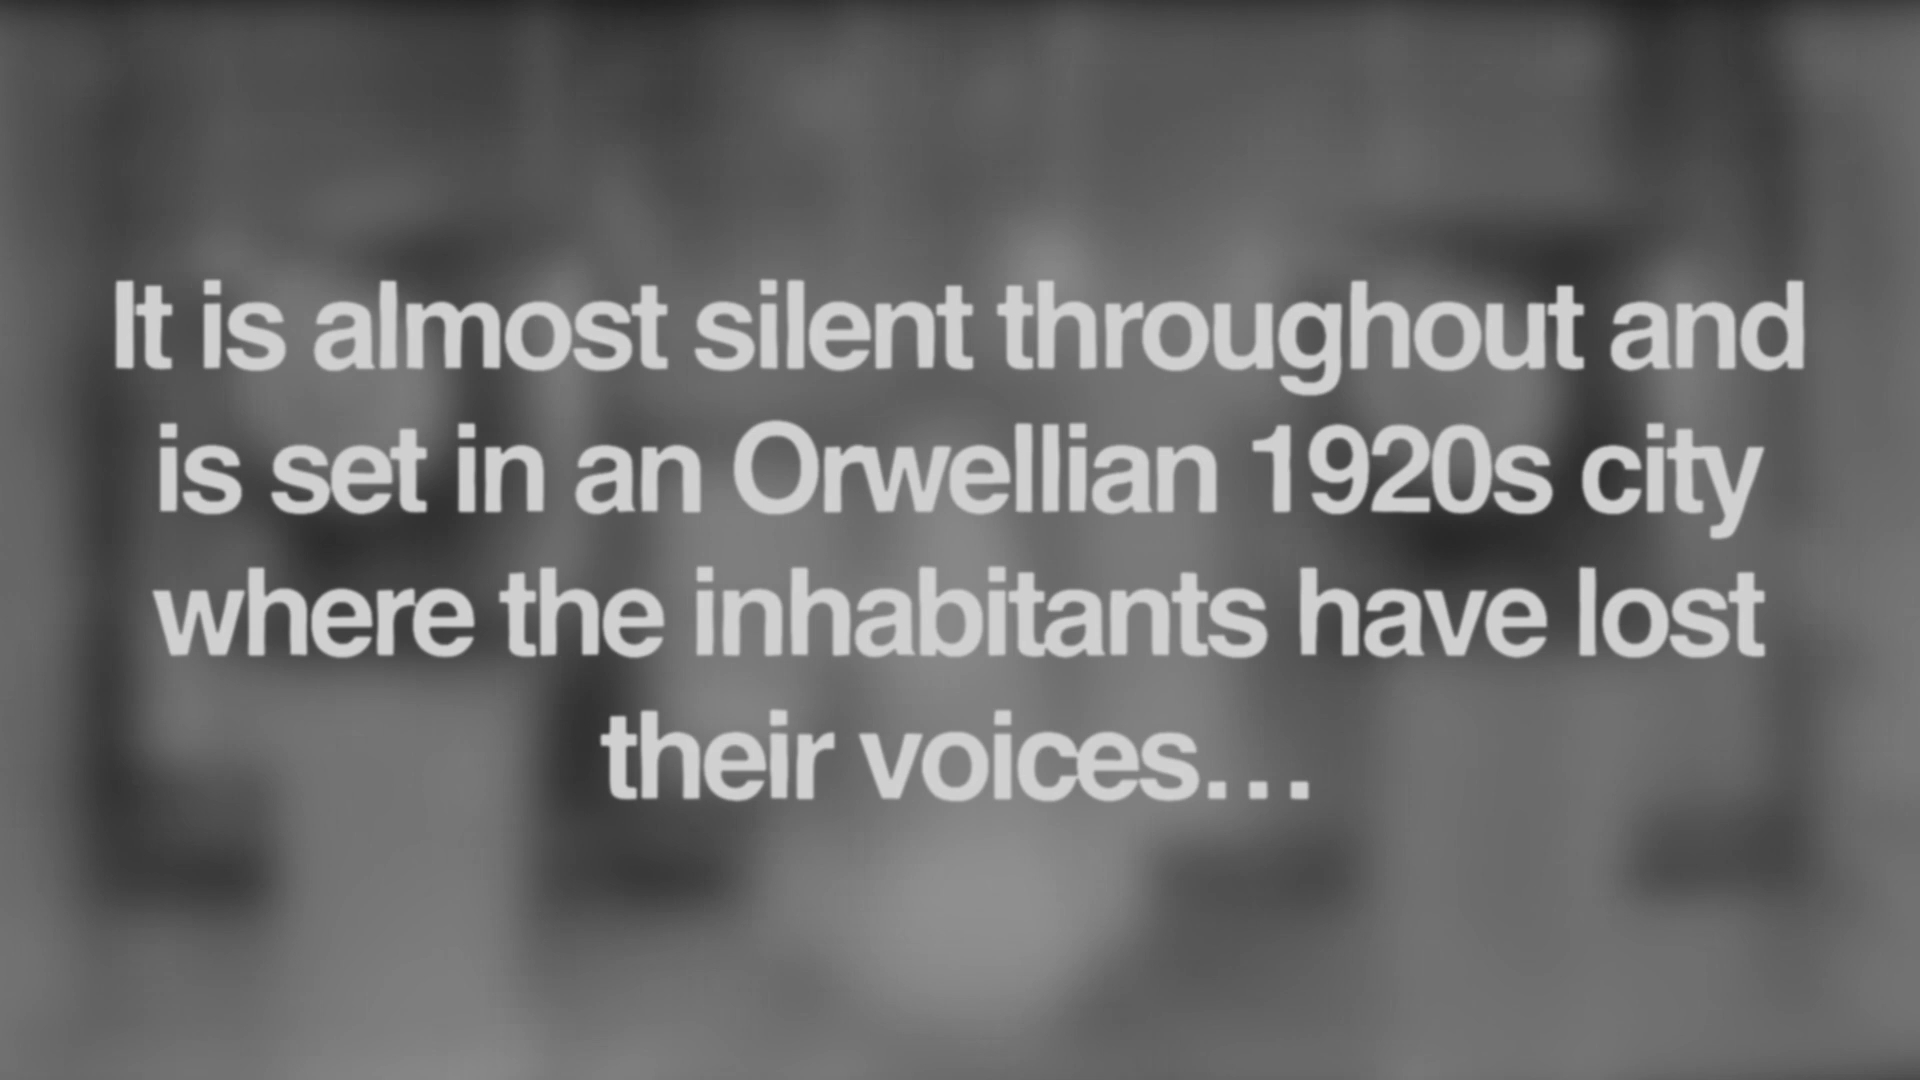 It is almost silent throughout and
is set in an Orwellian 1920s city
where the inhabitants have lost
their voices...